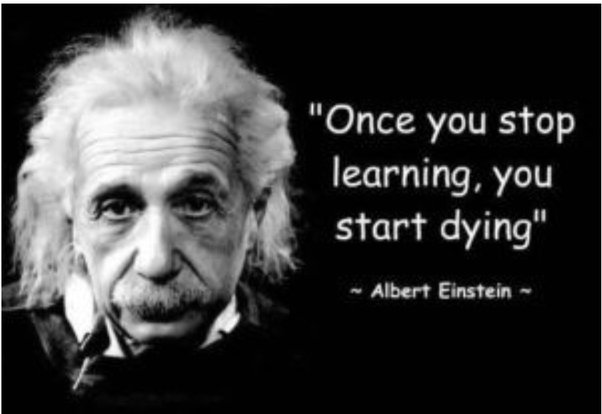 "Once you stop
learning, you
start dying"
~ Albert Einstein ~